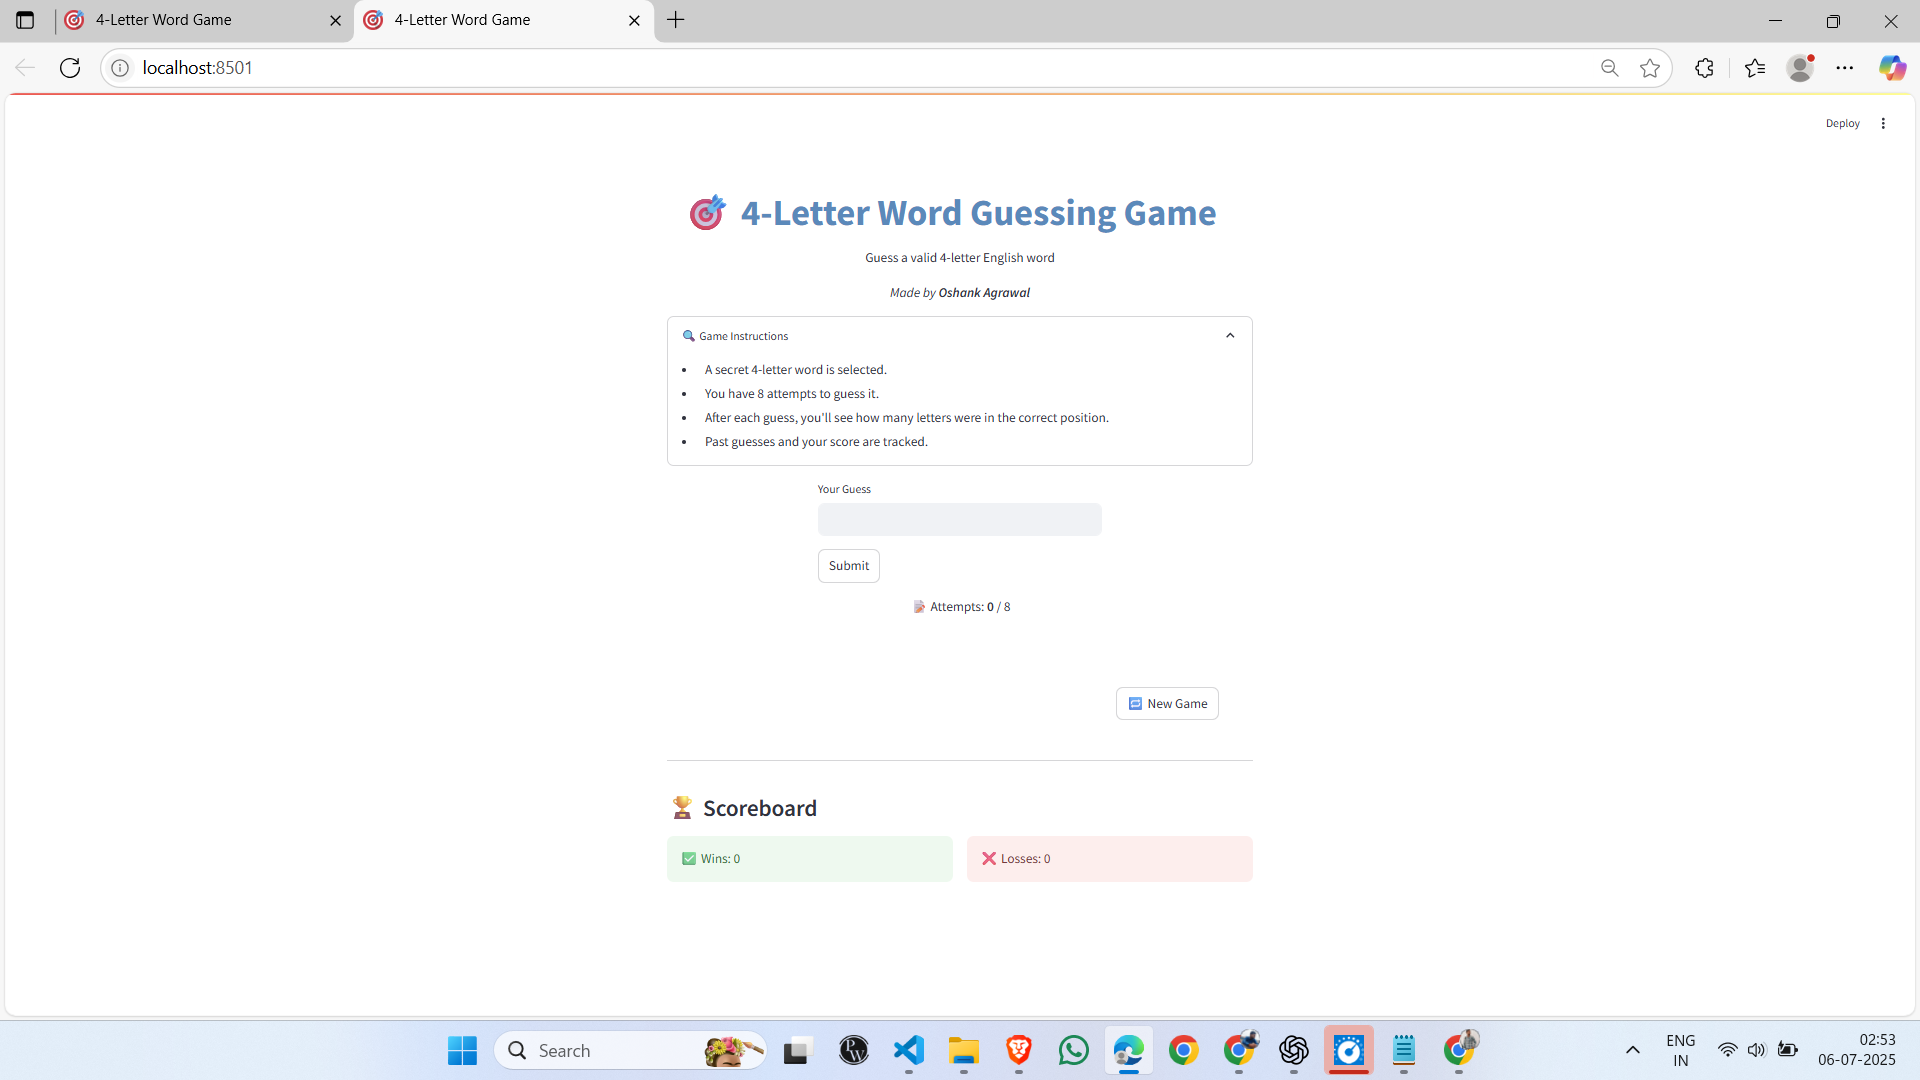 4-Letter Word Game
4-Letter Word Game
localhost:8501
Deploy
4-Letter Word Guessing Game
Guess a valid 4-letter English word
Made by Oshank Agrawal
Game Instructions
A secret 4-letter word is selected.
You have 8 attempts to guess it.
After each guess, you'll see how many letters were in the correct position.
Past guesses and your score are tracked.
Your Guess
Submit
Attempts: 0 / 8
New Game
Scoreboard
Wins: 0
Losses: 0
Search
PW
ENG
IN
02:53
06-07-2025